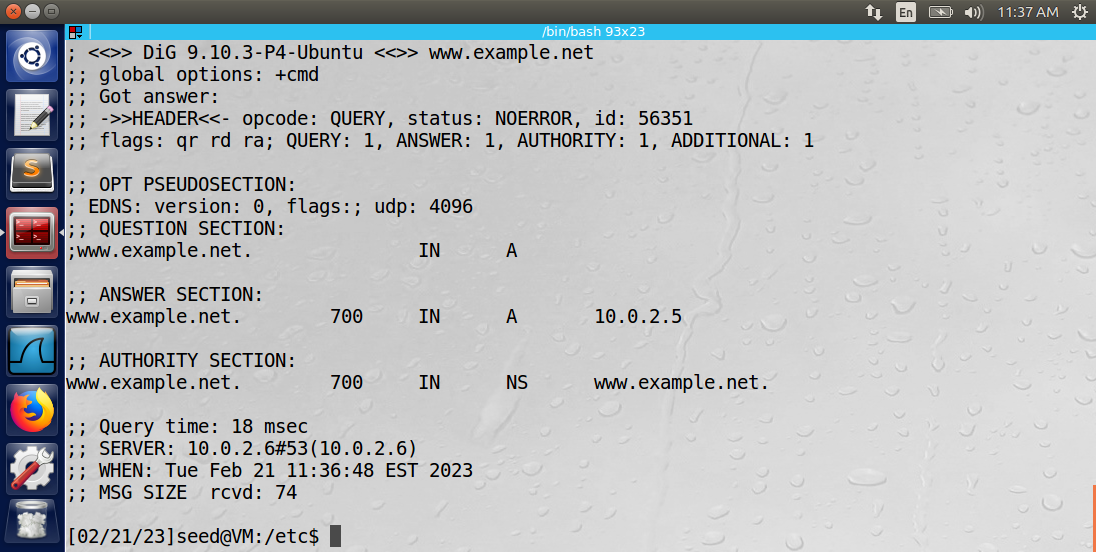 En 11:37 AM
/bin/bash 93x23
; <<>> DiG 9.10.3-P4-Ubuntu <<>> www.example.net
;; global options: +cmd
;; Got answer:
;; ->>HEADER<<- opcode: QUERY, status: NOERROR, id: 56351
;; flags: qr rd ra; QUERY: 1, ANSWER: 1, AUTHORITY: 1, ADDITIONAL: 1
;; OPT PSEUDOSECTION:
; EDNS: version: 0, flags:; udp: 4096
;; QUESTION SECTION:
;www.example.net. IN A
;; ANSWER SECTION:
www.example.net. 700 IN A 10.0.2.5
;; AUTHORITY SECTION:
www.example.net. 700 IN NS www.example.net.
;; Query time: 18 msec
;; SERVER: 10.0.2.6#53(10.0.2.6)
;; WHEN: Tue Feb 21 11:36:48 EST 2023
;; MSG SIZE rcvd: 74
[02/21/23]seed@VM:/etc$